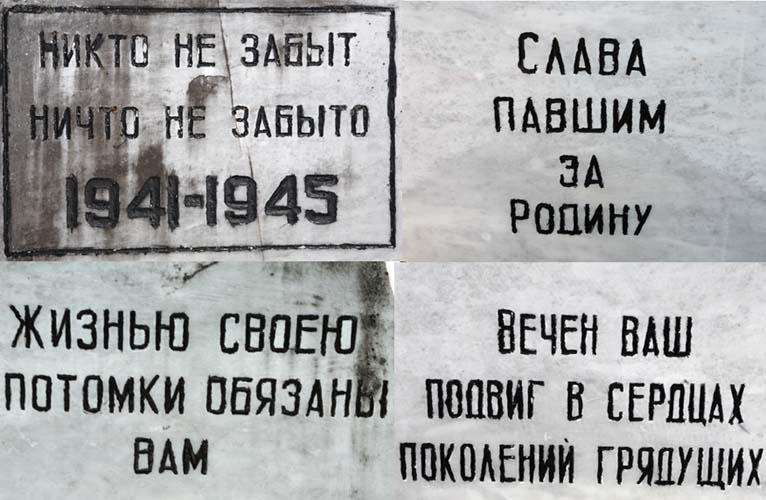 НИКТО НЕ ЗАБЫТ
НИЧТО НЕ ЗАБЫТО
1941-1945
СЛАВА
ПАВШИМ
ЗА
РОДИНУ
ЖИЗНЬЮ СВОЕЮ
ПОТОМКИ ОБЯЗАНЫ
ВАМ
ВЕЧЕН ВАШ
ПОДВИГ В СЕРДЦАХ
ПОКОЛЕНИЙ ГРЯДУЩИХ